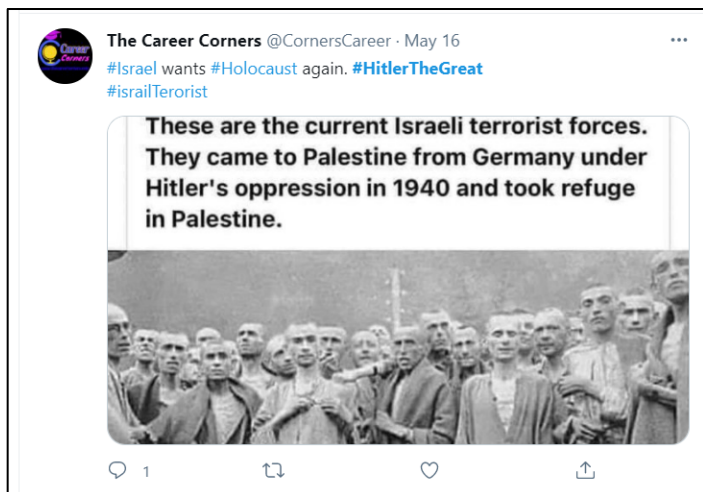 The Career Corners @CornersCareer · May 16
#Israel wants #Holocaust again. #HitlerTheGreat
#israilTerorist
These are the current Israeli terrorist forces.
They came to Palestine from Germany under
Hitler's oppression in 1940 and took refuge
in Palestine.
1